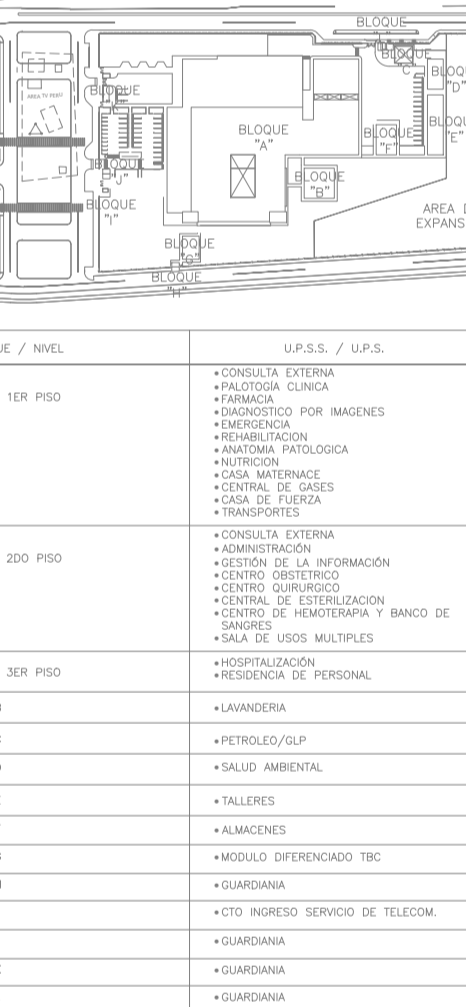 BLOQUE
BLOQUE
C
BLOQU
"D"
AREA TV PERU
BLOQUE
BLOQUE
"A"
BLOQU
"E"
BLOQUE
"F"
BLOQUE
"J"
BLOQUE
"B"
BLOQUE
"I"
AREA D
EXPANS
BLOQUE
"G"
BLOQUE
"H"
UE / NIVEL
U.P.S.S. / U.P.S.
1ER PISO
• CONSULTA EXTERNA
• PALOTOGÍA CLINICA
• FARMACIA
• DIAGNOSTICO POR IMAGENES
• EMERGENCIA
• REHABILITACION
• ANATOMIA PATOLOGICA
• NUTRICION
• CASA MATERNACE
• CENTRAL DE GASES
• CASA DE FUERZA
• TRANSPORTES
2DO PISO
• CONSULTA EXTERNA
• ADMINISTRACIÓN
• GESTIÓN DE LA INFORMACIÓN
• CENTRO OBSTETRICO
• CENTRO QUIRURGICO
• CENTRAL DE ESTERILIZACION
• CENTRO DE HEMOTERAPIA Y BANCO DE
SANGRES
• SALA DE USOS MULTIPLES
3ER PISO
• HOSPITALIZACIÓN
• RESIDENCIA DE PERSONAL
• LAVANDERIA
• PETROLEO/GLP
• SALUD AMBIENTAL
• TALLERES
• ALMACENES
• MODULO DIFERENCIADO TBC
• GUARDIANIA
• CTO INGRESO SERVICIO DE TELECOM.
• GUARDIANIA
• GUARDIANIA
• GUARDIANIA